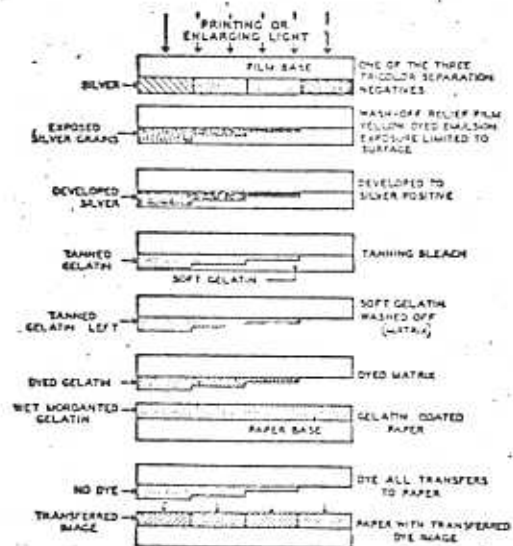 PRINTING OR
ENLARGING LIGHT
FILM BASE
SILVER
ONE OF THE THREE
TRICOLOR SEPARATION
NEGATIVES
EXPOSED
SILVER GRAINS
WASH-OFF RELIEF FILM
YELLOW DYED EMULSION
EXPOSURE LIMITED TO
SURFACE
DEVELOPED
SILVER
DEVELOPED TO
SILVER POSITIVE
TANNED
GELATIN
SOFT GELATIN
TANNING BLEACH
TANNED
GELATIN LEFT
SOFT GELATIN
WASHED OFF
(MATRIX)
DYED GELATIN
DYED MATRIX
WET MORDANTED
GELATIN
PAPER BASE
GELATIN COATED
PAPER
NO DYE
DYE ALL TRANSFERS
TO PAPER
TRANSFERRED
IMAGE
PAPER WITH TRANSFERRED
DYE IMAGE